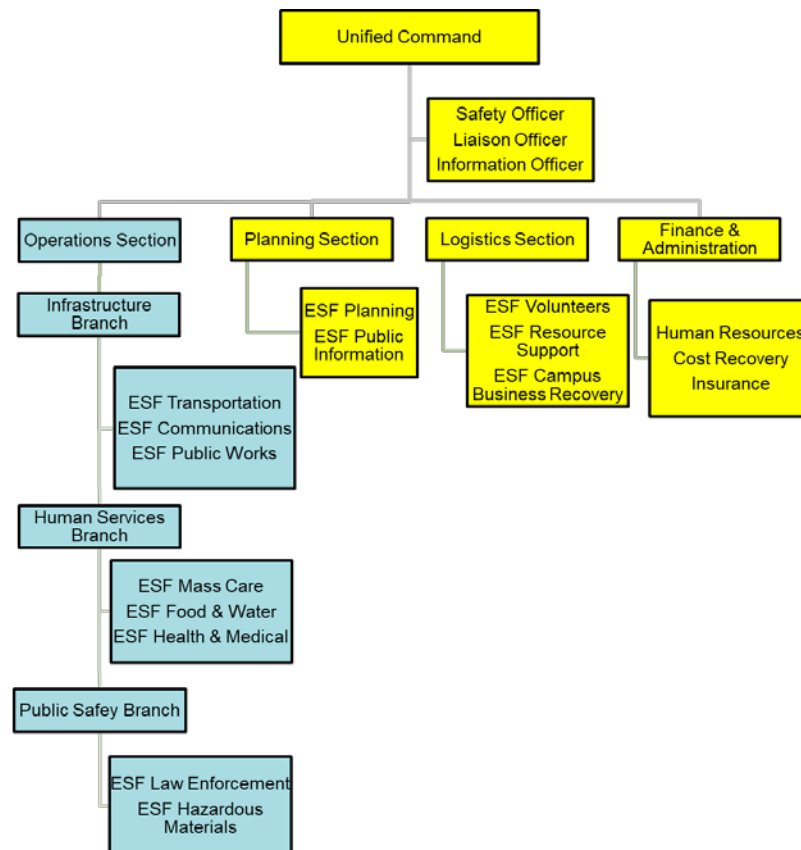 Unified Command
Safety Officer
Liaison Officer
Information Officer
Operations Section
Planning Section
Logistics Section
Finance &
Administration
Infrastructure
Branch
ESF Planning
ESF Public
Information
ESF Volunteers
ESF Resource
Support
ESF Campus
Business Recovery
Human Resources
Cost Recovery
Insurance
ESF Transportation
ESF Communications
ESF Public Works
Human Services
Branch
ESF Mass Care
ESF Food & Water
ESF Health & Medical
Public Safey Branch
ESF Law Enforcement
ESF Hazardous
Materials